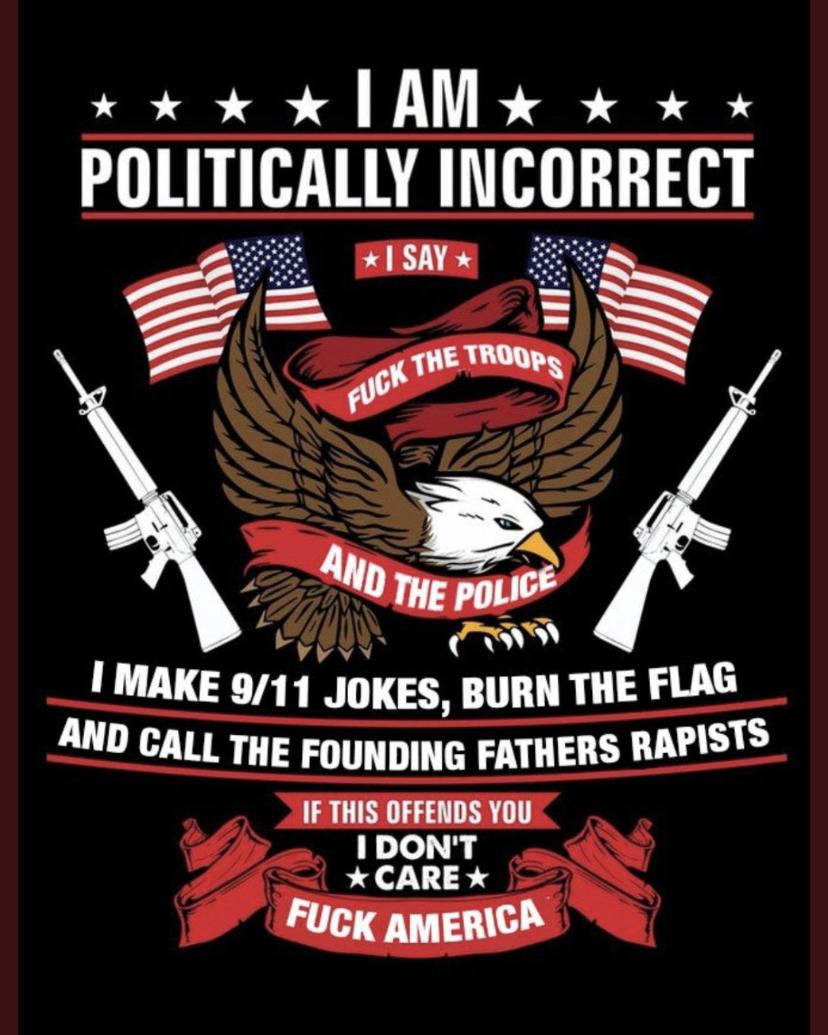 I AM
POLITICALLY INCORRECT
I SAY
FUCK THE TROOPS
AND THE POLICE
I MAKE 9/11 JOKES, BURN THE FLAG
AND CALL THE FOUNDING FATHERS RAPISTS
IF THIS OFFENDS YOU
I DON'T
CARE
FUCK AMERICA